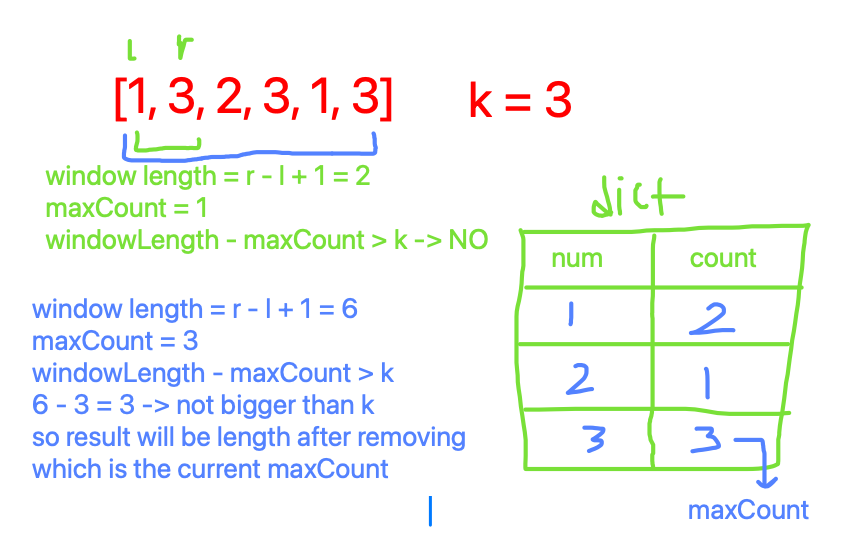 l r
[1, 3, 2, 3, 1, 3] k = 3
window length = r - l + 1 = 2
maxCount = 1
windowLength - maxCount > k -> NO
window length = r - l + 1 = 6
maxCount = 3
windowLength - maxCount > k
6 - 3 = 3 -> not bigger than k
so result will be length after removing
which is the current maxCount
dict
num count
1 2
2 1
3 3
maxCount